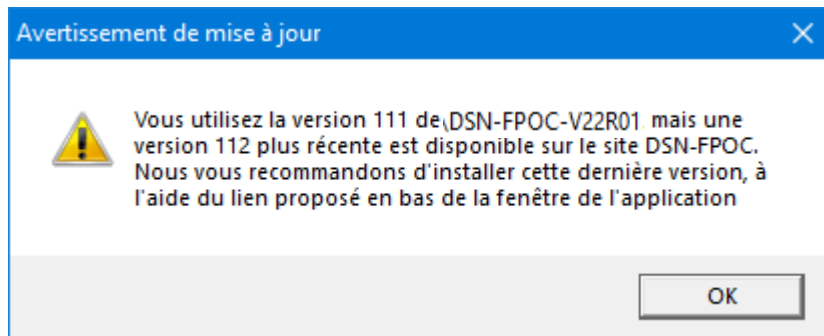 Avertissement de mise à jour
Vous utilisez la version 111 de\DSN-FPOC-V22R01 mais une
version 112 plus récente est disponible sur le site DSN-FPOC.
Nous vous recommandons d'installer cette dernière version, à
l'aide du lien proposé en bas de la fenêtre de l'application
OK